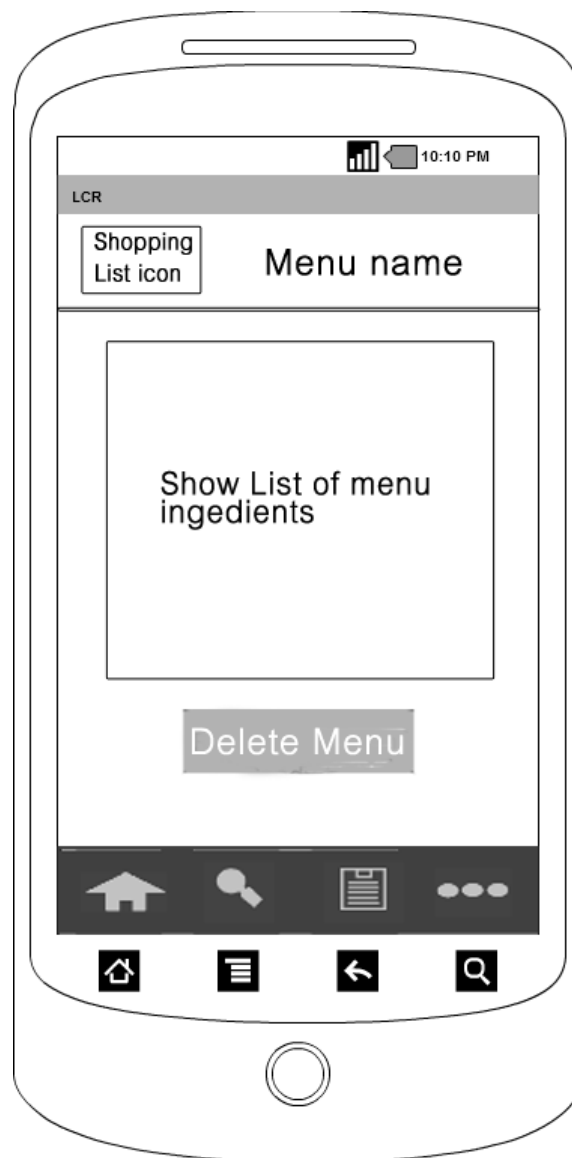 10:10 PM
LCR
Shopping
List icon
Menu name
Show List of menu
ingedients
Delete Menu